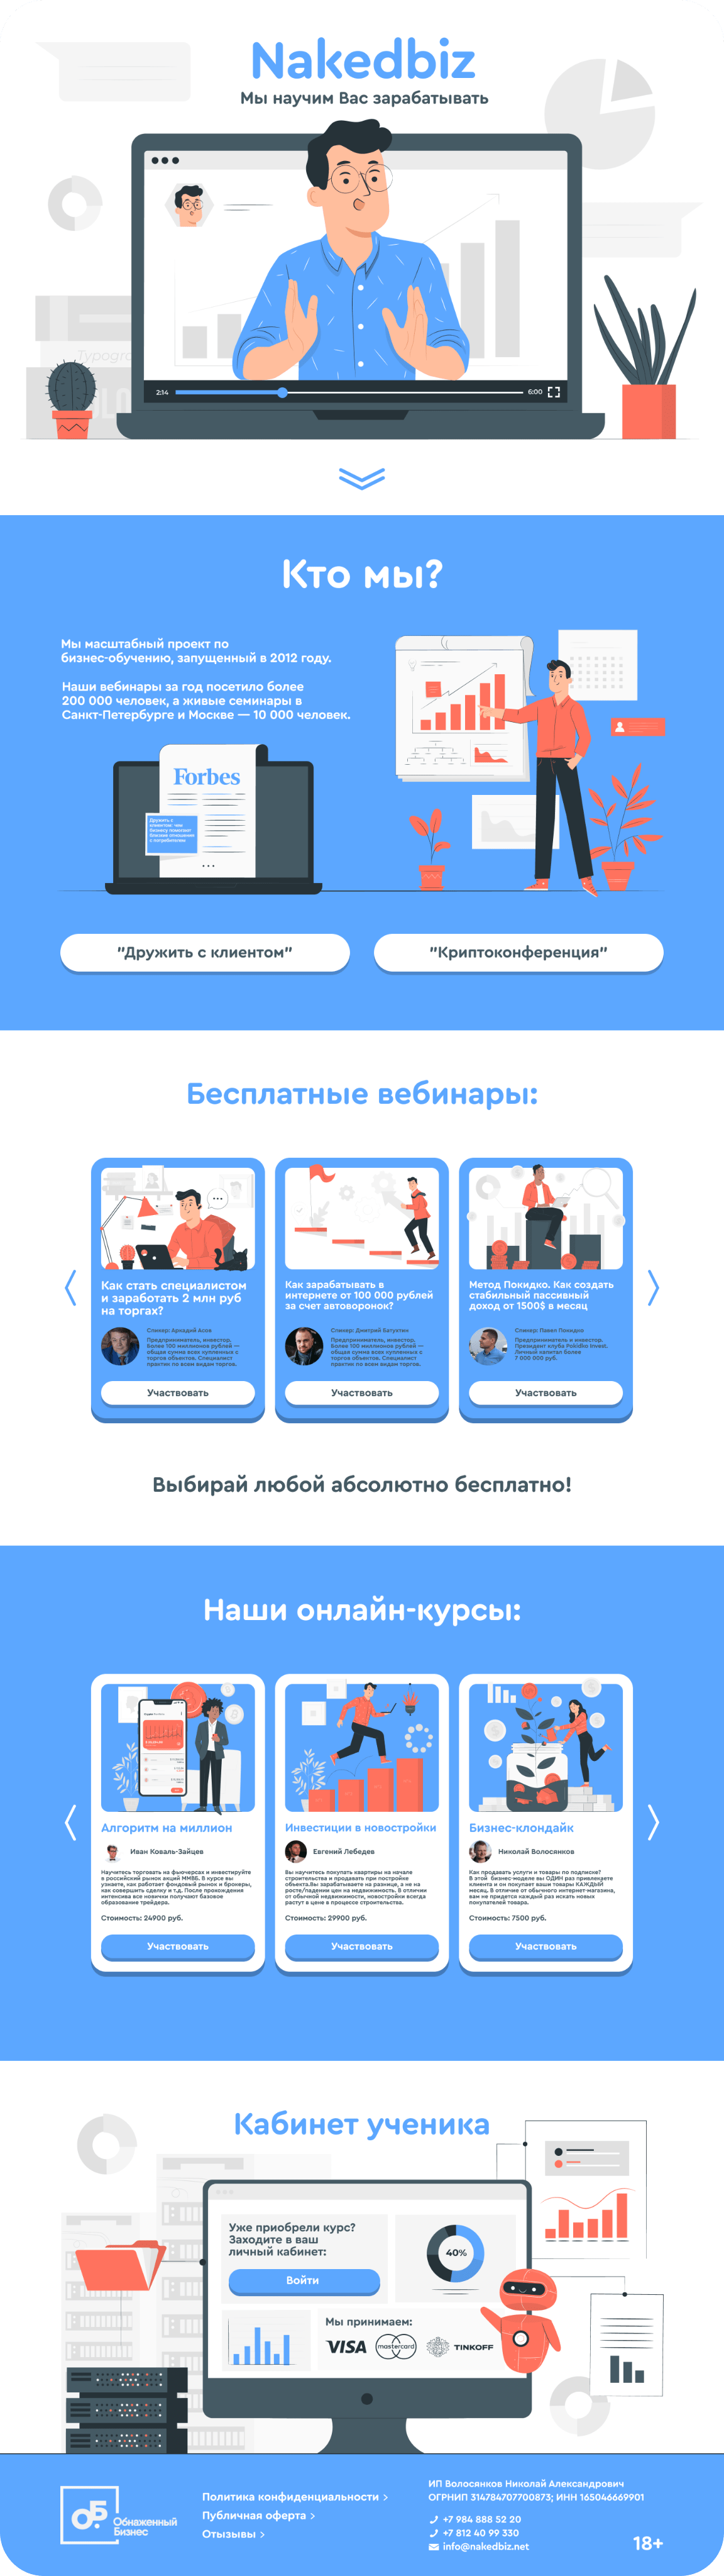 Nakedbiz
Мы научим Вас зарабатывать
Typogra
2:14
6:00
Кто мы?
Мы масштабный проект по
бизнес-обучению, запущенный в 2012 году.
Наши вебинары за год посетило более
200 000 человек, а живые семинары в
Санкт-Петербурге и Москве — 10 000 человек.
Forbes
Дружить с
клиентом: чем
бизнесу помогают
близкие отношения
с потребителем
"Дружить с клиентом"
"Криптоконференция"
Бесплатные вебинары:
Как стать специалистом
и заработать 2 млн руб
на торгах?
Спикер: Аркадий Асов
Предприниматель, инвестор.
Более 100 миллионов рублей —
общая сумма всех купленных с
торгов объектов. Специалист
практик по всем видам торгов.
Участвовать
Как зарабатывать в
интернете от 100 000 рублей
за счет автоворонок?
Спикер: Дмитрий Богуктин
Предприниматель, инвестор.
Более 100 миллионов рублей —
общая сумма всех купленных с
торгов объектов. Специалист
практик по всем видам торгов.
Участвовать
Метод Покидко. Как создать
стабильный пассивный
доход от 1500$ в месяц
Спикер: Павел Покидко
Предприниматель и инвестор.
Президент клуба Pokidko Invest.
Личный капитал более
7 000 000 руб.
Участвовать
Выбирай любой абсолютно бесплатно!
Наши онлайн-курсы:
Алгоритм на миллион
Иван Коваль-Зайцев
Научитесь торговать на фьючерсах и инвестируйте
в российский рынок акций ММВБ. В курсе вы
узнаете, как работает фондовый рынок и брокеры,
как совершить сделку и т.д. После прохождения
интенсива все новички получают базовое
образование трейдера.
Стоимость: 24900 руб.
Участвовать
Инвестиции в новостройки
Евгений Лебедев
Вы научитесь покупать квартиры на начале
строительства и продавать при постройке
объекта.Вы зарабатываете на разнице, а не на
росте/падении цен на недвижимость. В отличии
от обычной недвижимости, новостройки всегда
растут в цене в процессе строительства.
Стоимость: 29900 руб.
Участвовать
Бизнес-клондайк
Николай Волосянков
Как продавать услуги и товары по подписке?
В этой бизнес-модели вы ОДИН раз привлекаете
клиента и он покупает ваши товары КАЖДЫЙ
месяц. В отличие от обычного интернет-магазина,
вам не придется каждый раз искать новых
покупателей товара.
Стоимость: 7500 руб.
Участвовать
Кабинет ученика
Уже приобрели курс?
Заходите в ваш
личный кабинет:
Войти
40%
Мы принимаем:
VISA
mastercard
TINKOFF
ОБ
Обнаженный
Бизнес
Политика конфиденциальности >
Публичная оферта >
Отызывы >
ИП Волосянков Николай Александрович
ОГРНИП 314784707700873; ИНН 165046669901
+7 984 888 52 20
+7 812 40 99 330
info@nakedbiz.net
18+